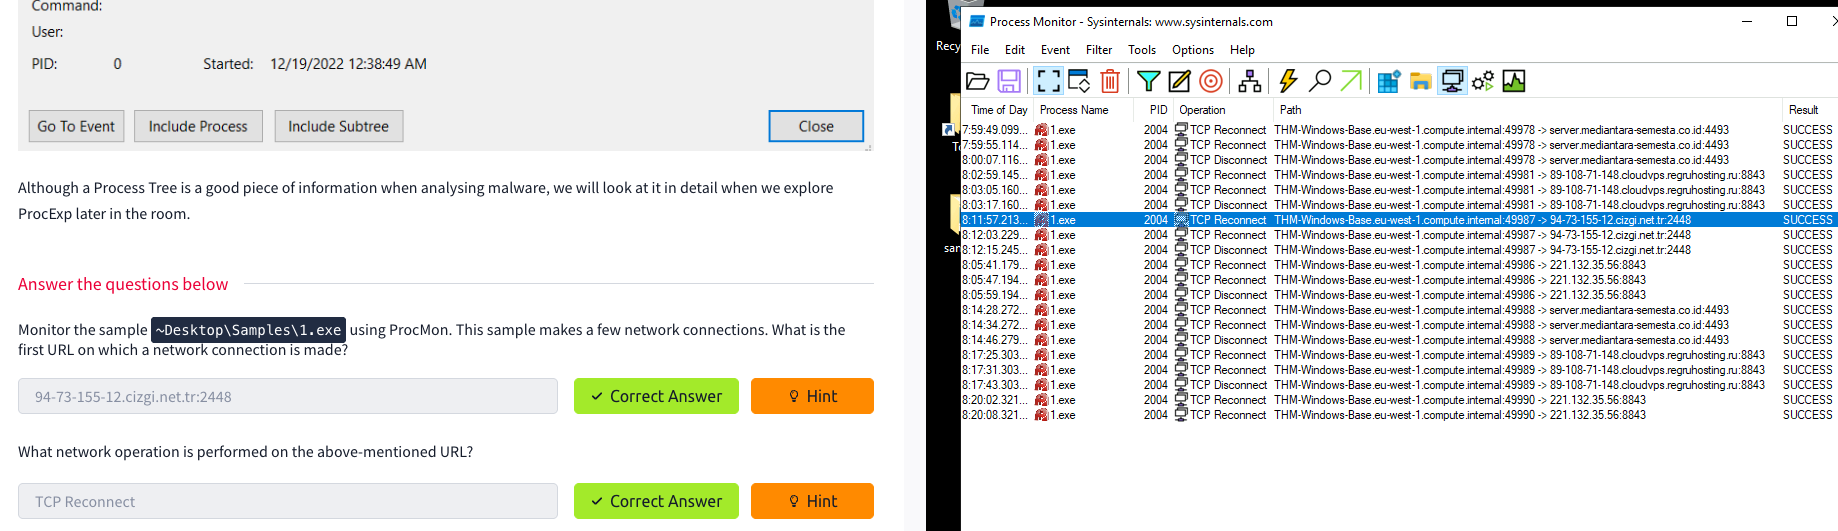 Command:
User:
PID: 0 Started: 12/19/2022 12:38:49 AM
Go To Event Include Process Include Subtree Close
Although a Process Tree is a good piece of information when analysing malware, we will look at it in detail when we explore
ProcExp later in the room.
Answer the questions below
Monitor the sample ~Desktop\Samples\1.exe using ProcMon. This sample makes a few network connections. What is the
first URL on which a network connection is made?
94-73-155-12.cizgi.net.tr:2448 Correct Answer Hint
What network operation is performed on the above-mentioned URL?
TCP Reconnect Correct Answer Hint
Recy
Process Monitor - Sysinternals: www.sysinternals.com
File Edit Event Filter Tools Options Help
Time of Day Process Name PID Operation Path Result
7:59:49.099... 1.exe 2004 TCP Reconnect THM-Windows-Base.eu-west-1.compute.internal:49978 -> server.mediantara-semesta.co.id:4493 SUCCESS
7:59:55.114... 1.exe 2004 TCP Reconnect THM-Windows-Base.eu-west-1.compute.internal:49978 -> server.mediantara-semesta.co.id:4493 SUCCESS
8:00:07.116... 1.exe 2004 TCP Disconnect THM-Windows-Base.eu-west-1.compute.internal:49978 -> server.mediantara-semesta.co.id:4493 SUCCESS
8:02:59.145... 1.exe 2004 TCP Reconnect THM-Windows-Base.eu-west-1.compute.internal:49981 -> 89-108-71-148.cloudvps.regruhosting.ru:8843 SUCCESS
8:03:05.160... 1.exe 2004 TCP Reconnect THM-Windows-Base.eu-west-1.compute.internal:49981 -> 89-108-71-148.cloudvps.regruhosting.ru:8843 SUCCESS
8:03:17.160... 1.exe 2004 TCP Disconnect THM-Windows-Base.eu-west-1.compute.internal:49981 -> 89-108-71-148.cloudvps.regruhosting.ru:8843 SUCCESS
8:11:57.213... 1.exe 2004 TCP Reconnect THM-Windows-Base.eu-west-1.compute.internal:49987 -> 94-73-155-12.cizgi.net.tr:2448 SUCCESS
8:12:03.229... 1.exe 2004 TCP Reconnect THM-Windows-Base.eu-west-1.compute.internal:49987 -> 94-73-155-12.cizgi.net.tr:2448 SUCCESS
8:12:15.245... 1.exe 2004 TCP Disconnect THM-Windows-Base.eu-west-1.compute.internal:49987 -> 94-73-155-12.cizgi.net.tr:2448 SUCCESS
8:05:41.179... 1.exe 2004 TCP Reconnect THM-Windows-Base.eu-west-1.compute.internal:49986 -> 221.132.35.56:8843 SUCCESS
8:05:47.194... 1.exe 2004 TCP Reconnect THM-Windows-Base.eu-west-1.compute.internal:49986 -> 221.132.35.56:8843 SUCCESS
8:05:59.194... 1.exe 2004 TCP Disconnect THM-Windows-Base.eu-west-1.compute.internal:49986 -> 221.132.35.56:8843 SUCCESS
8:14:28.272... 1.exe 2004 TCP Reconnect THM-Windows-Base.eu-west-1.compute.internal:49988 -> server.mediantara-semesta.co.id:4493 SUCCESS
8:14:34.272... 1.exe 2004 TCP Reconnect THM-Windows-Base.eu-west-1.compute.internal:49988 -> server.mediantara-semesta.co.id:4493 SUCCESS
8:14:46.279... 1.exe 2004 TCP Disconnect THM-Windows-Base.eu-west-1.compute.internal:49988 -> server.mediantara-semesta.co.id:4493 SUCCESS
8:17:25.303... 1.exe 2004 TCP Reconnect THM-Windows-Base.eu-west-1.compute.internal:49989 -> 89-108-71-148.cloudvps.regruhosting.ru:8843 SUCCESS
8:17:31.303... 1.exe 2004 TCP Reconnect THM-Windows-Base.eu-west-1.compute.internal:49989 -> 89-108-71-148.cloudvps.regruhosting.ru:8843 SUCCESS
8:17:43.303... 1.exe 2004 TCP Disconnect THM-Windows-Base.eu-west-1.compute.internal:49989 -> 89-108-71-148.cloudvps.regruhosting.ru:8843 SUCCESS
8:20:02.321... 1.exe 2004 TCP Reconnect THM-Windows-Base.eu-west-1.compute.internal:49990 -> 221.132.35.56:8843 SUCCESS
8:20:08.321... 1.exe 2004 TCP Reconnect THM-Windows-Base.eu-west-1.compute.internal:49990 -> 221.132.35.56:8843 SUCCESS
san